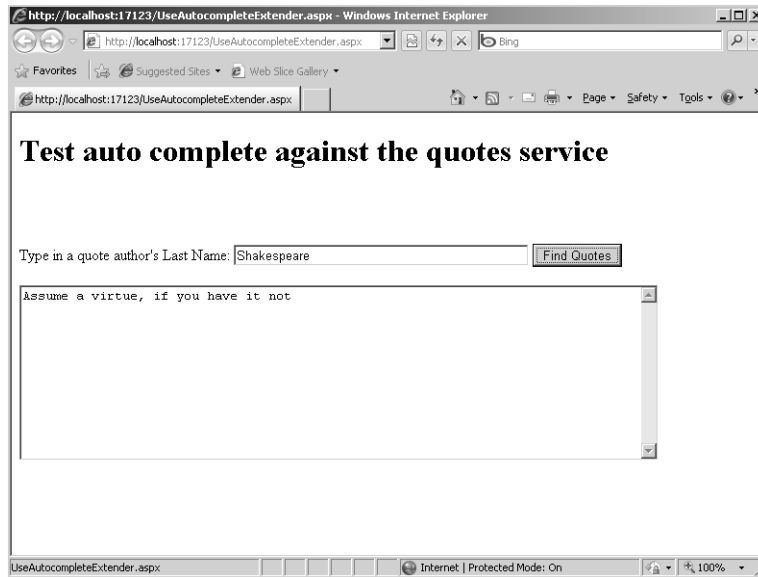 http://localhost:17123/UseAutocompleteExtender.aspx - Windows Internet Explorer
http://localhost:17123/UseAutocompleteExtender.aspx
Bing
Favorites Suggested Sites Web Slice Gallery
http://localhost:17123/UseAutocompleteExtender.aspx Page Safety Tools
Test auto complete against the quotes service
Type in a quote author's Last Name: Shakespeare Find Quotes
Assume a virtue, if you have it not
UseAutocompleteExtender.aspx Internet | Protected Mode: On 100%